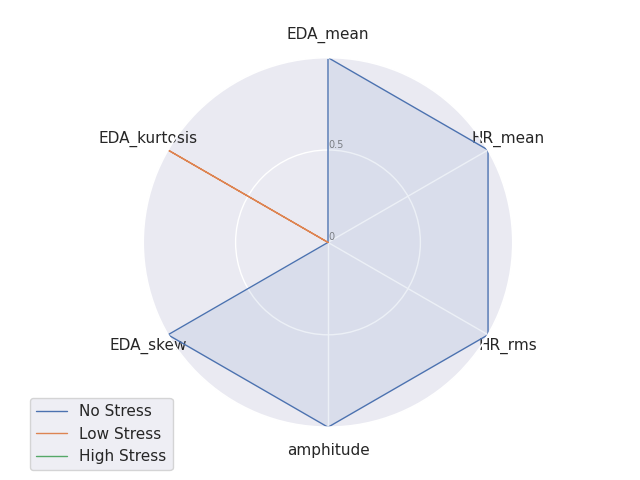 EDA_mean
EDA_kurtosis
HR_mean
0.5
0
EDA_skew
HR_rms
No Stress
Low Stress
High Stress
amphitude